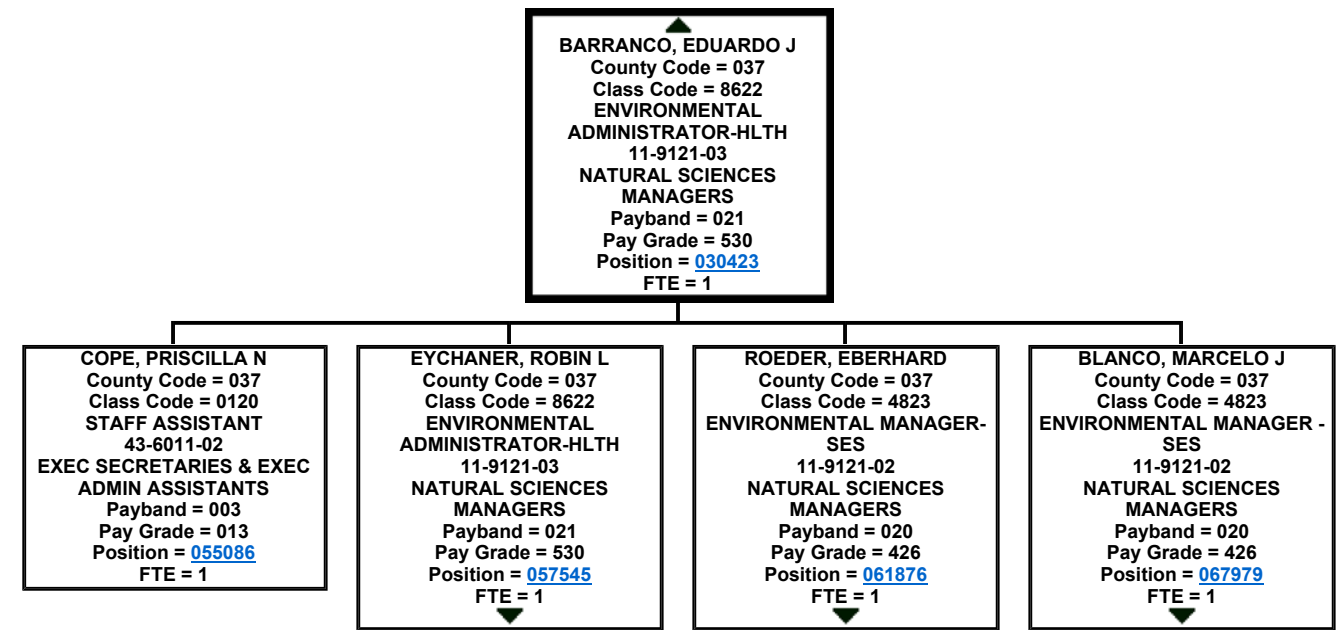 BARRANCO, EDUARDO J
County Code = 037
Class Code = 8622
ENVIRONMENTAL
ADMINISTRATOR-HLTH
11-9121-03
NATURAL SCIENCES
MANAGERS
Payband = 021
Pay Grade = 530
Position = 030423
FTE = 1
COPE, PRISCILLA N
County Code = 037
Class Code = 0120
STAFF ASSISTANT
43-6011-02
EXEC SECRETARIES & EXEC
ADMIN ASSISTANTS
Payband = 003
Pay Grade = 013
Position = 055086
FTE = 1
EYCHANER, ROBIN L
County Code = 037
Class Code = 8622
ENVIRONMENTAL
ADMINISTRATOR-HLTH
11-9121-03
NATURAL SCIENCES
MANAGERS
Payband = 021
Pay Grade = 530
Position = 057545
FTE = 1
ROEDER, EBERHARD
County Code = 037
Class Code = 4823
ENVIRONMENTAL MANAGER-
SES
11-9121-02
NATURAL SCIENCES
MANAGERS
Payband = 020
Pay Grade = 426
Position = 061876
FTE = 1
BLANCO, MARCELO J
County Code = 037
Class Code = 4823
ENVIRONMENTAL MANAGER -
SES
11-9121-02
NATURAL SCIENCES
MANAGERS
Payband = 020
Pay Grade = 426
Position = 067979
FTE = 1